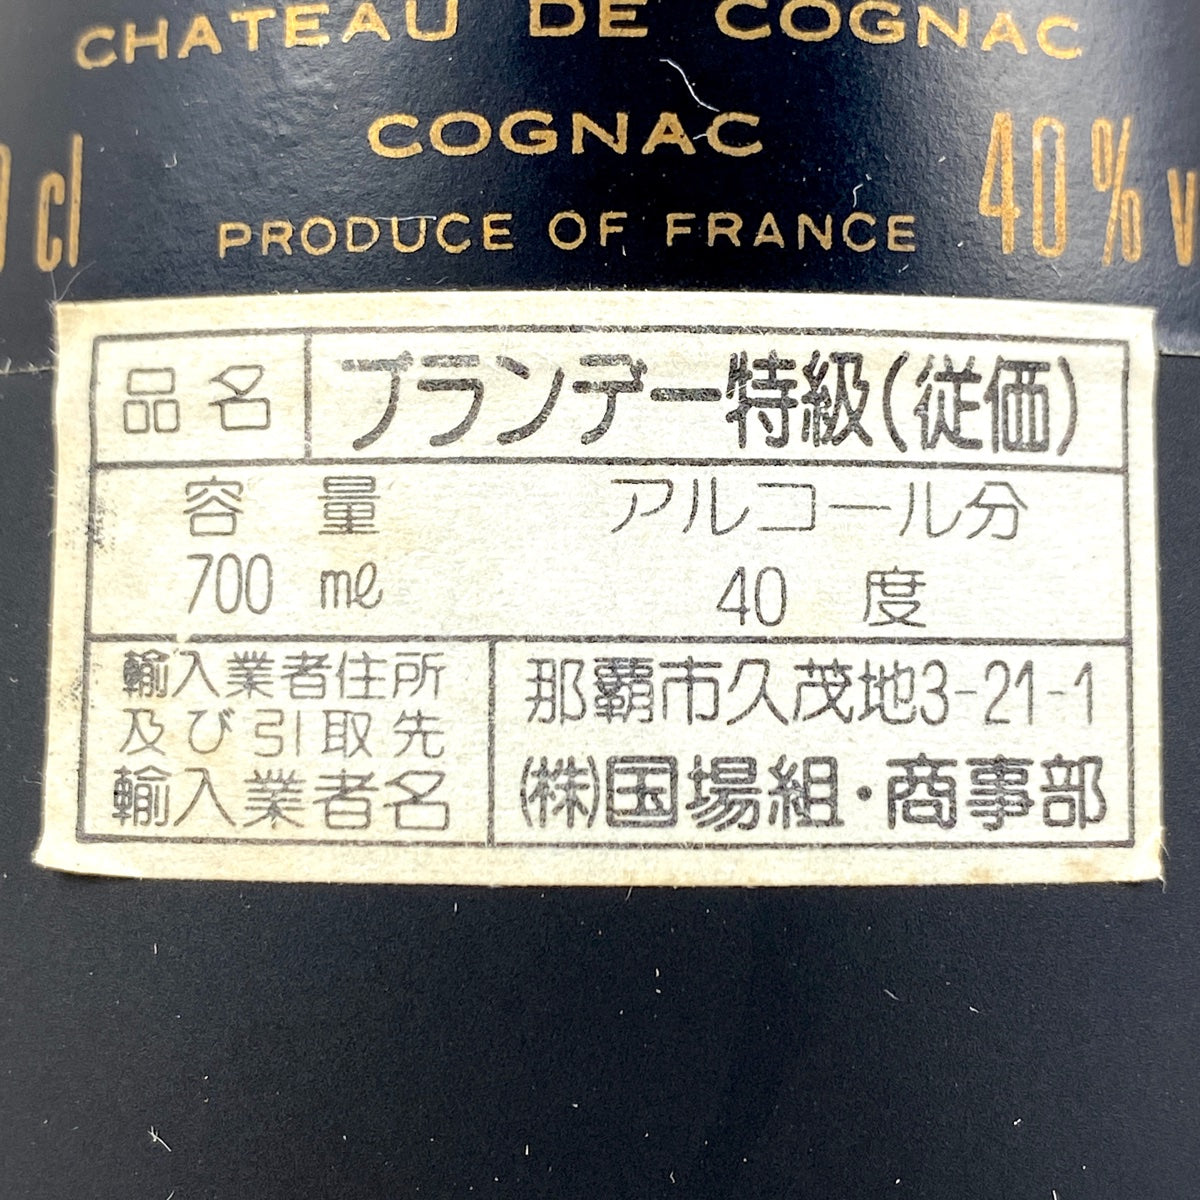 CHATEAU DE COGNAC
COGNAC
cl
40%
PRODUCE OF FRANCE
品名 ブランデー特級(従価)
容量 アルコール分
700 ml 40 度
輸入業者住所 那覇市久茂地3-21-1
及び引取先
輸入業者名 (株)国場組・商事部